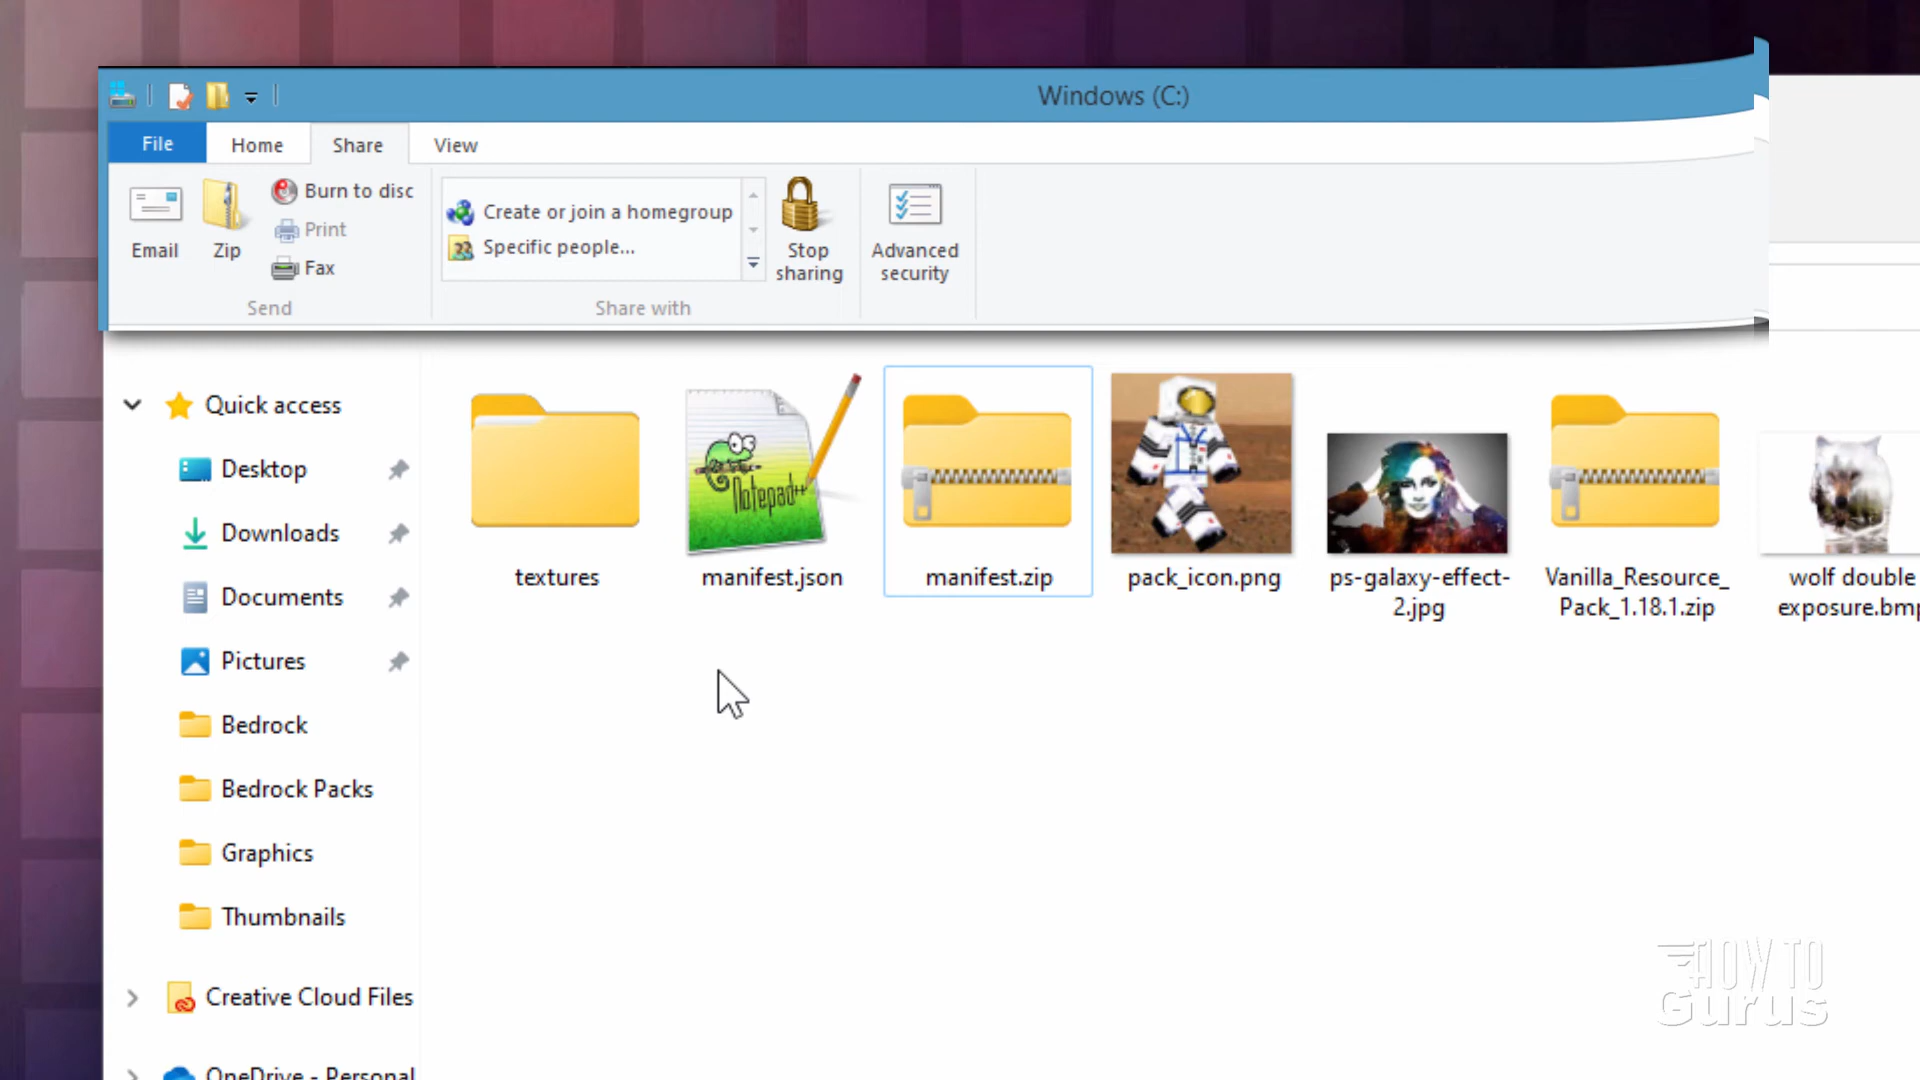 Windows (C:)
File Home Share View
Burn to disc
Print
Fax
Email Zip
Send
Create or join a homegroup
Specific people...
Share with
Stop
sharing
Advanced
security
Quick access
Desktop
Downloads
Documents
Pictures
Bedrock
Bedrock Packs
Graphics
Thumbnails
Creative Cloud Files
OneDrive - Personal
Notepad++
textures
manifest.json
manifest.zip
pack_icon.png
ps-galaxy-effect-
2.jpg
Vanilla_Resource_
Pack_1.18.1.zip
wolf double
exposure.bmp
HOW TO
Gurus